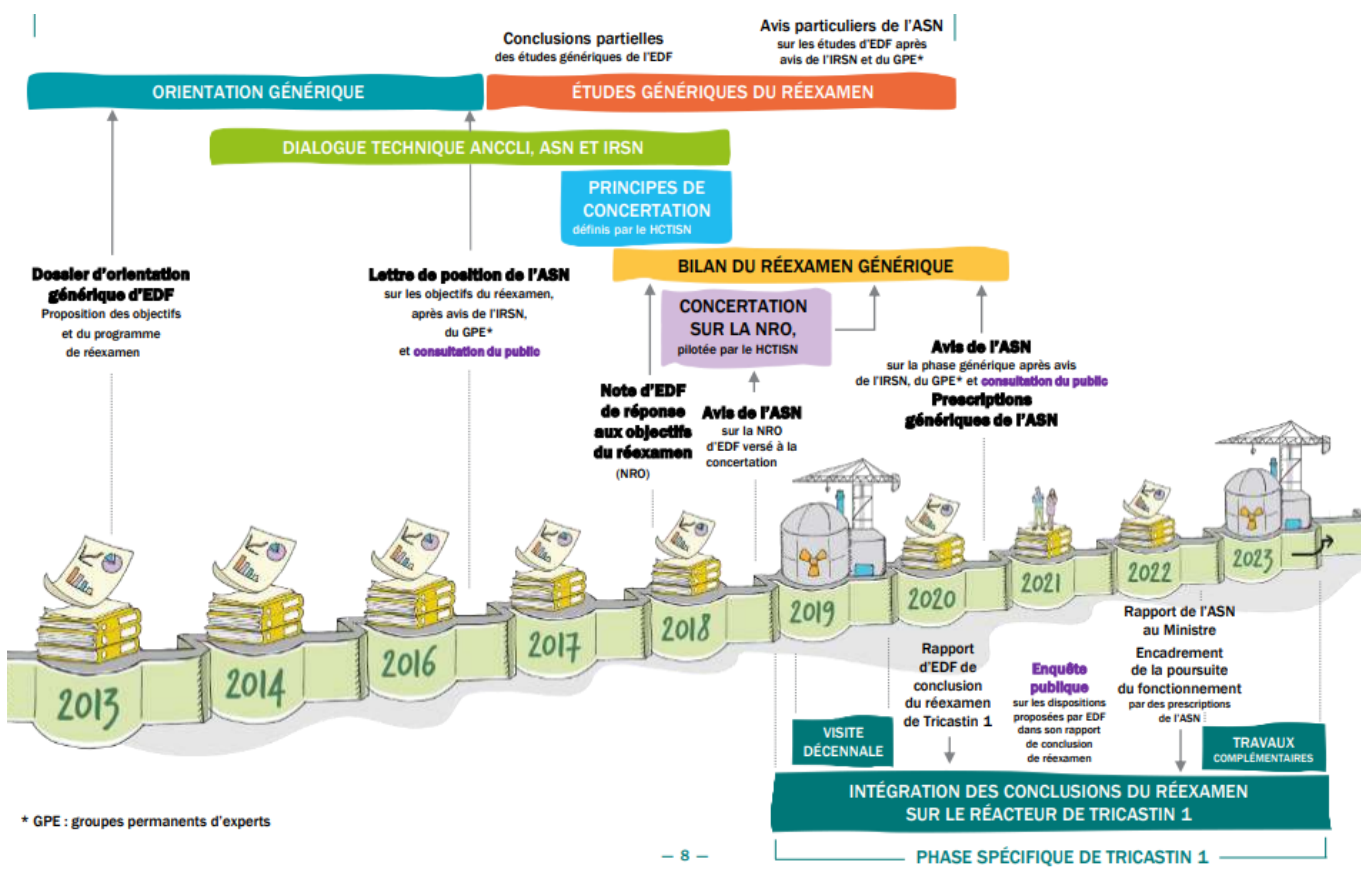 Conclusions partielles
des études génériques de l'EDF
Avis particuliers de l'ASN
sur les études d'EDF après
avis de l'IRSN et du GPE*
ORIENTATION GÉNÉRIQUE
ÉTUDES GÉNÉRIQUES DU RÉEXAMEN
DIALOGUE TECHNIQUE ANCCLI, ASN ET IRSN
PRINCIPES DE
CONCERTATION
définis par le HCTISN
BILAN DU RÉEXAMEN GÉNÉRIQUE
Dossier d'orientation
générique d'EDF
Proposition des objectifs
et du programme
de réexamen
Lettre de position de l'ASN
sur les objectifs du réexamen,
après avis de l'IRSN,
du GPE*
et consultation du public
CONCERTATION
SUR LA NRO,
pilotée par le HCTISN
Note d'EDF
de réponse
aux objectifs
du réexamen
(NRO)
Avis de l'ASN
sur la NRO
d'EDF versé à la
concertation
Avis de l'ASN
sur la phase générique après avis
de l'IRSN, du GPE* et consultation du public
Prescriptions
génériques de l'ASN
2013
2014
2016
2017
2018
2019
2020
2021
2022
2023
Rapport
d'EDF de
conclusion
du réexamen
de Tricastin 1
Enquête
publique
sur les dispositions
proposées par EDF
dans son rapport
de conclusion
de réexamen
Rapport de l'ASN
au Ministre
Encadrement
de la poursuite
du fonctionnement
par des prescriptions
de l'ASN
VISITE
DÉCENNALE
TRAVAUX
COMPLÉMENTAIRES
INTÉGRATION DES CONCLUSIONS DU RÉEXAMEN
SUR LE RÉACTEUR DE TRICASTIN 1
* GPE : groupes permanents d'experts
— 8 —
PHASE SPÉCIFIQUE DE TRICASTIN 1